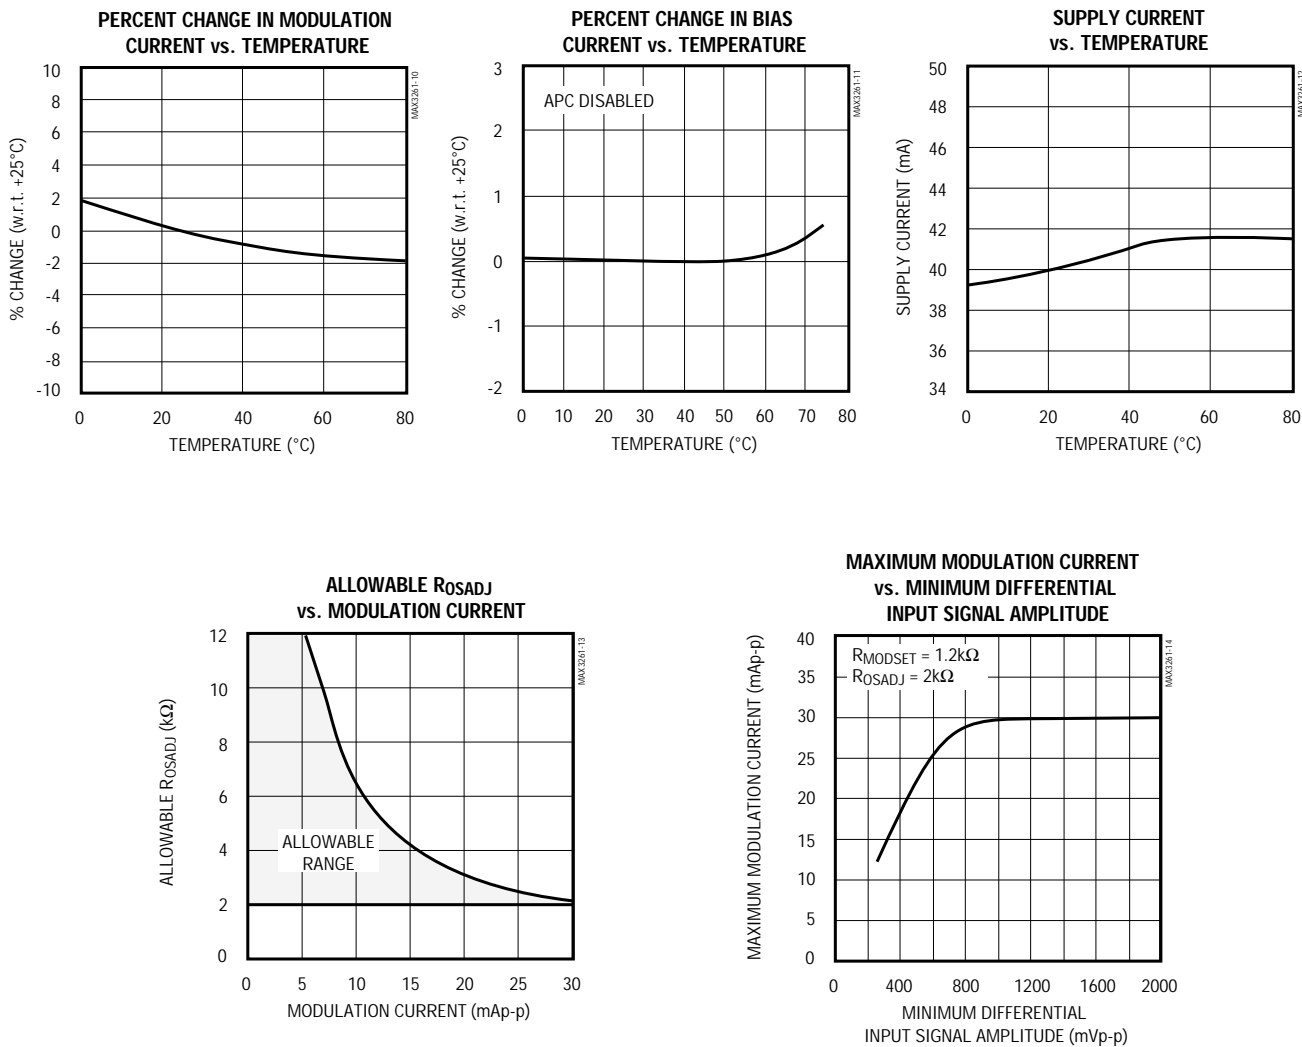 PERCENT CHANGE IN MODULATION
CURRENT vs. TEMPERATURE
10
8
6
4
2
0
-2
-4
-6
-8
-10
% CHANGE (w.r.t. +25°C)
0 20 40 60 80
TEMPERATURE (°C)
MAX3261-10
PERCENT CHANGE IN BIAS
CURRENT vs. TEMPERATURE
3
2
1
0
-1
-2
% CHANGE (w.r.t. +25°C)
APC DISABLED
0 10 20 30 40 50 60 70 80
TEMPERATURE (°C)
MAX3261-11
SUPPLY CURRENT
vs. TEMPERATURE
50
48
46
44
42
40
38
36
34
SUPPLY CURRENT (mA)
0 20 40 60 80
TEMPERATURE (°C)
MAX3261-12
ALLOWABLE ROSADJ
vs. MODULATION CURRENT
12
10
8
6
4
2
0
ALLOWABLE ROSADJ (kΩ)
ALLOWABLE
RANGE
0 5 10 15 20 25 30
MODULATION CURRENT (mAp-p)
MAX3261-13
MAXIMUM MODULATION CURRENT
vs. MINIMUM DIFFERENTIAL
INPUT SIGNAL AMPLITUDE
40
35
30
25
20
15
10
5
0
MAXIMUM MODULATION CURRENT (mAp-p)
RMODSET = 1.2kΩ
ROSADJ = 2kΩ
0 400 800 1200 1600 2000
MINIMUM DIFFERENTIAL
INPUT SIGNAL AMPLITUDE (mVp-p)
MAX3261-14